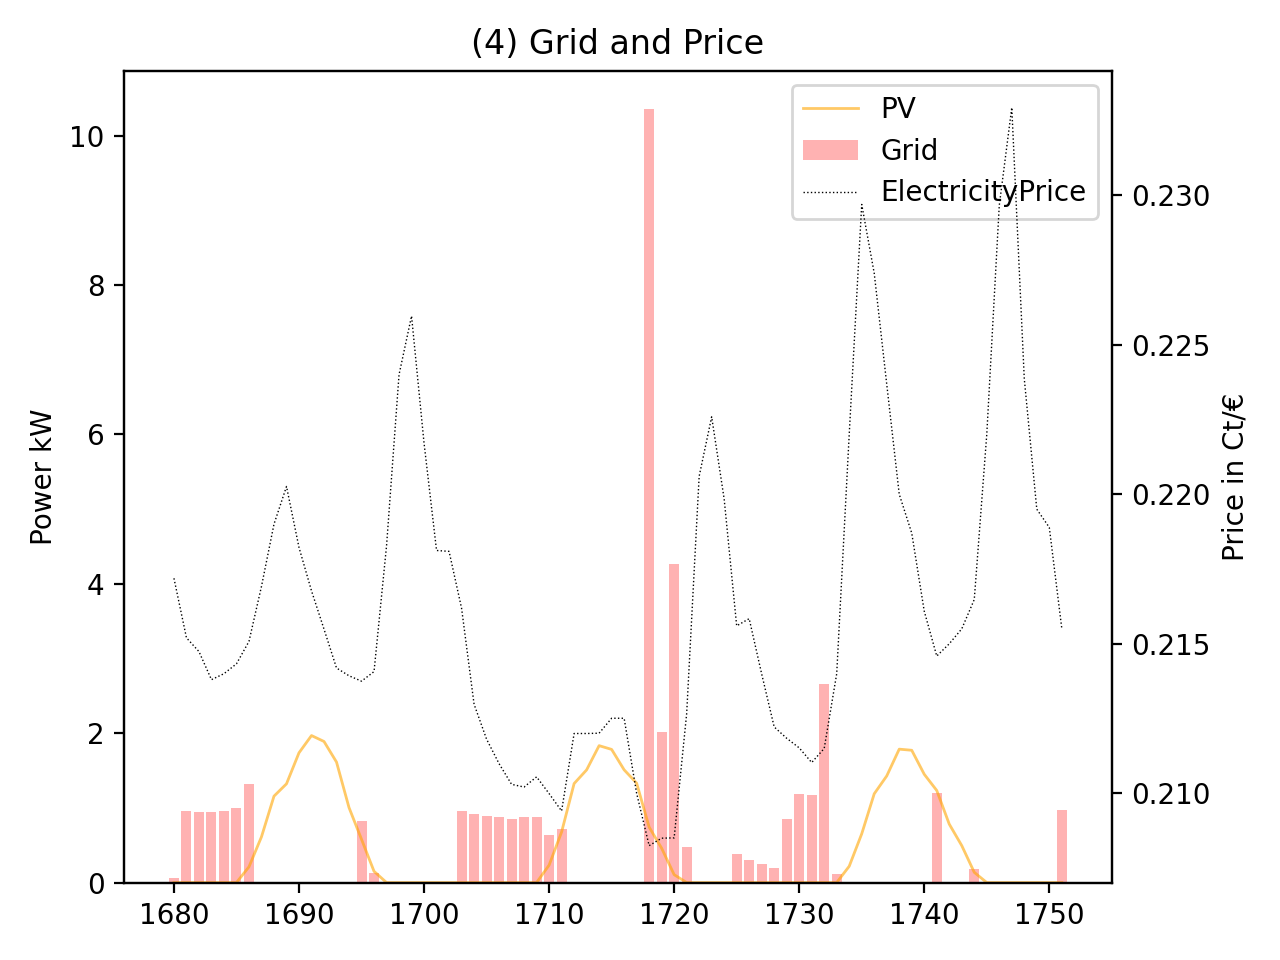 (4) Grid and Price
PV
Grid
ElectricityPrice
10
8
6
4
2
0
Power kW
0.230
0.225
0.220
0.215
0.210
Price in Ct/€
1680 1690 1700 1710 1720 1730 1740 1750